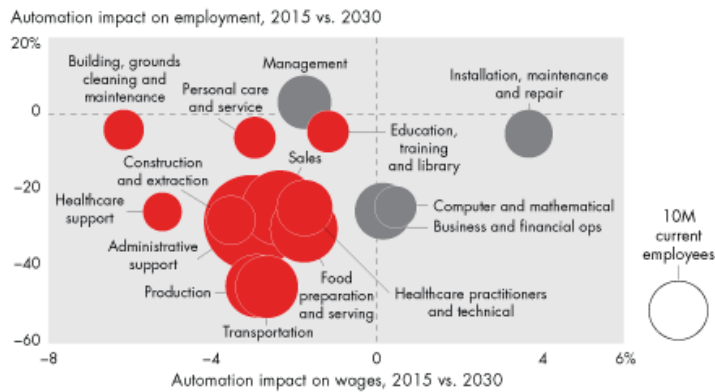 Automation impact on employment, 2015 vs. 2030
20%
Building, grounds
cleaning and
maintenance
Personal care
and service
Management
Installation, maintenance
and repair
0
Education,
training
and library
Construction
and extraction
Sales
–20
Healthcare
support
Computer and mathematical
Business and financial ops
10M
current
employees
Administrative
support
–40
Production
Food
preparation
and serving
Healthcare practitioners
and technical
Transportation
–60
–8
–4
0
4
6%
Automation impact on wages, 2015 vs. 2030